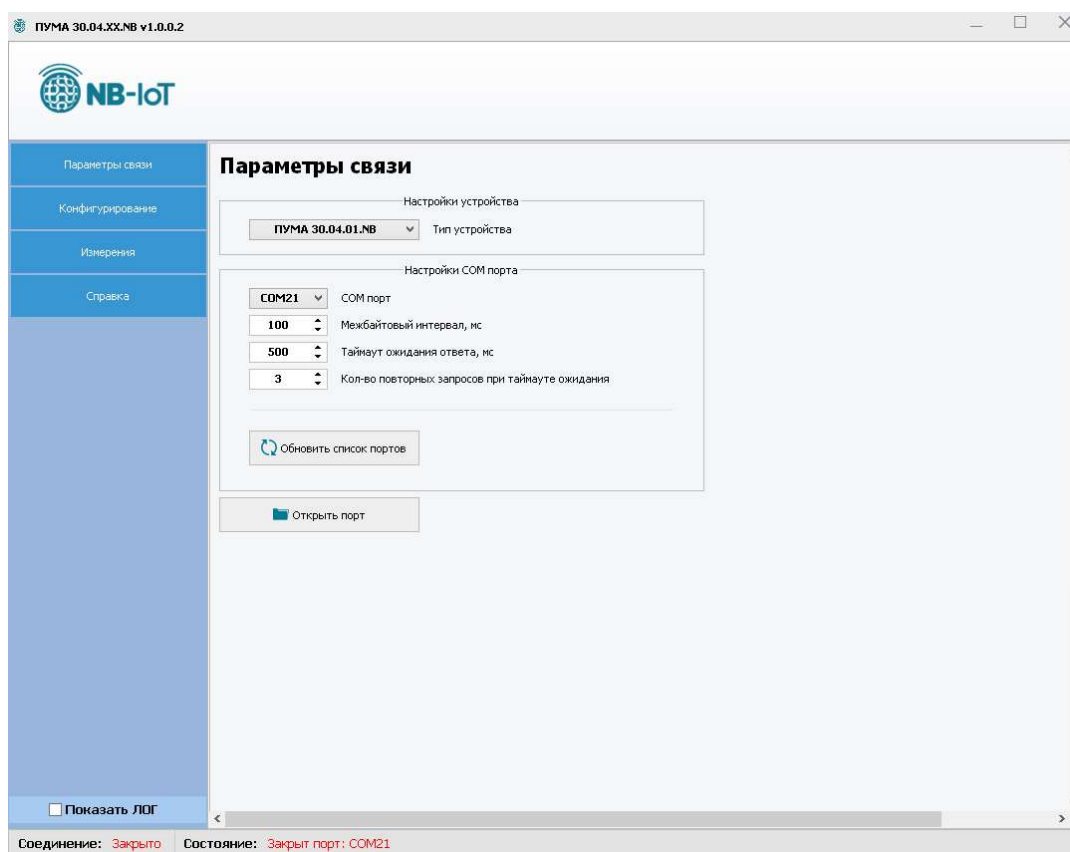 ПУМА 30.04.XX.NB v1.0.0.2
NB-IoT
Параметры связи
Конфигурирование
Измерения
Справка
Параметры связи
Настройки устройства
ПУМА 30.04.01.NB Тип устройства
Настройки COM порта
COM21 COM порт
100 Межбайтовый интервал, мс
500 Таймаут ожидания ответа, мс
3 Кол-во повторных запросов при таймауте ожидания
Обновить список портов
Открыть порт
Показать ЛОГ
Соединение: Закрыто Состояние: Закрыт порт: COM21